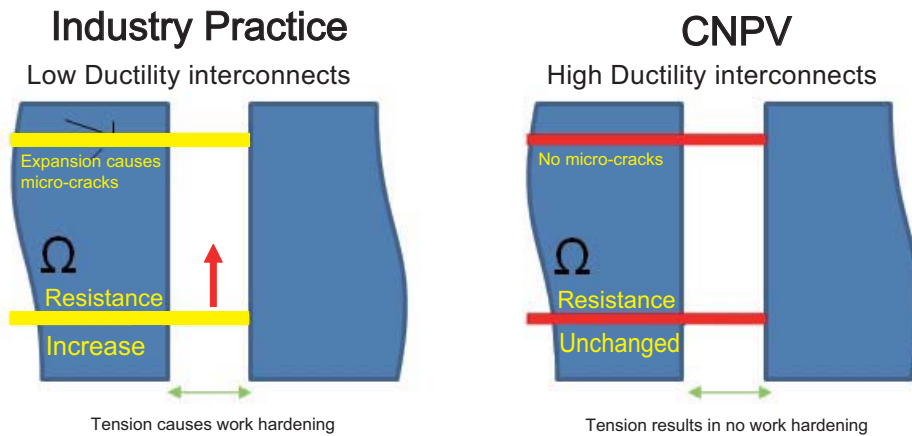 Industry Practice
Low Ductility interconnects
Expansion causes
micro-cracks
Ω
Resistance
Increase
Tension causes work hardening
CNPV
High Ductility interconnects
No micro-cracks
Ω
Resistance
Unchanged
Tension results in no work hardening